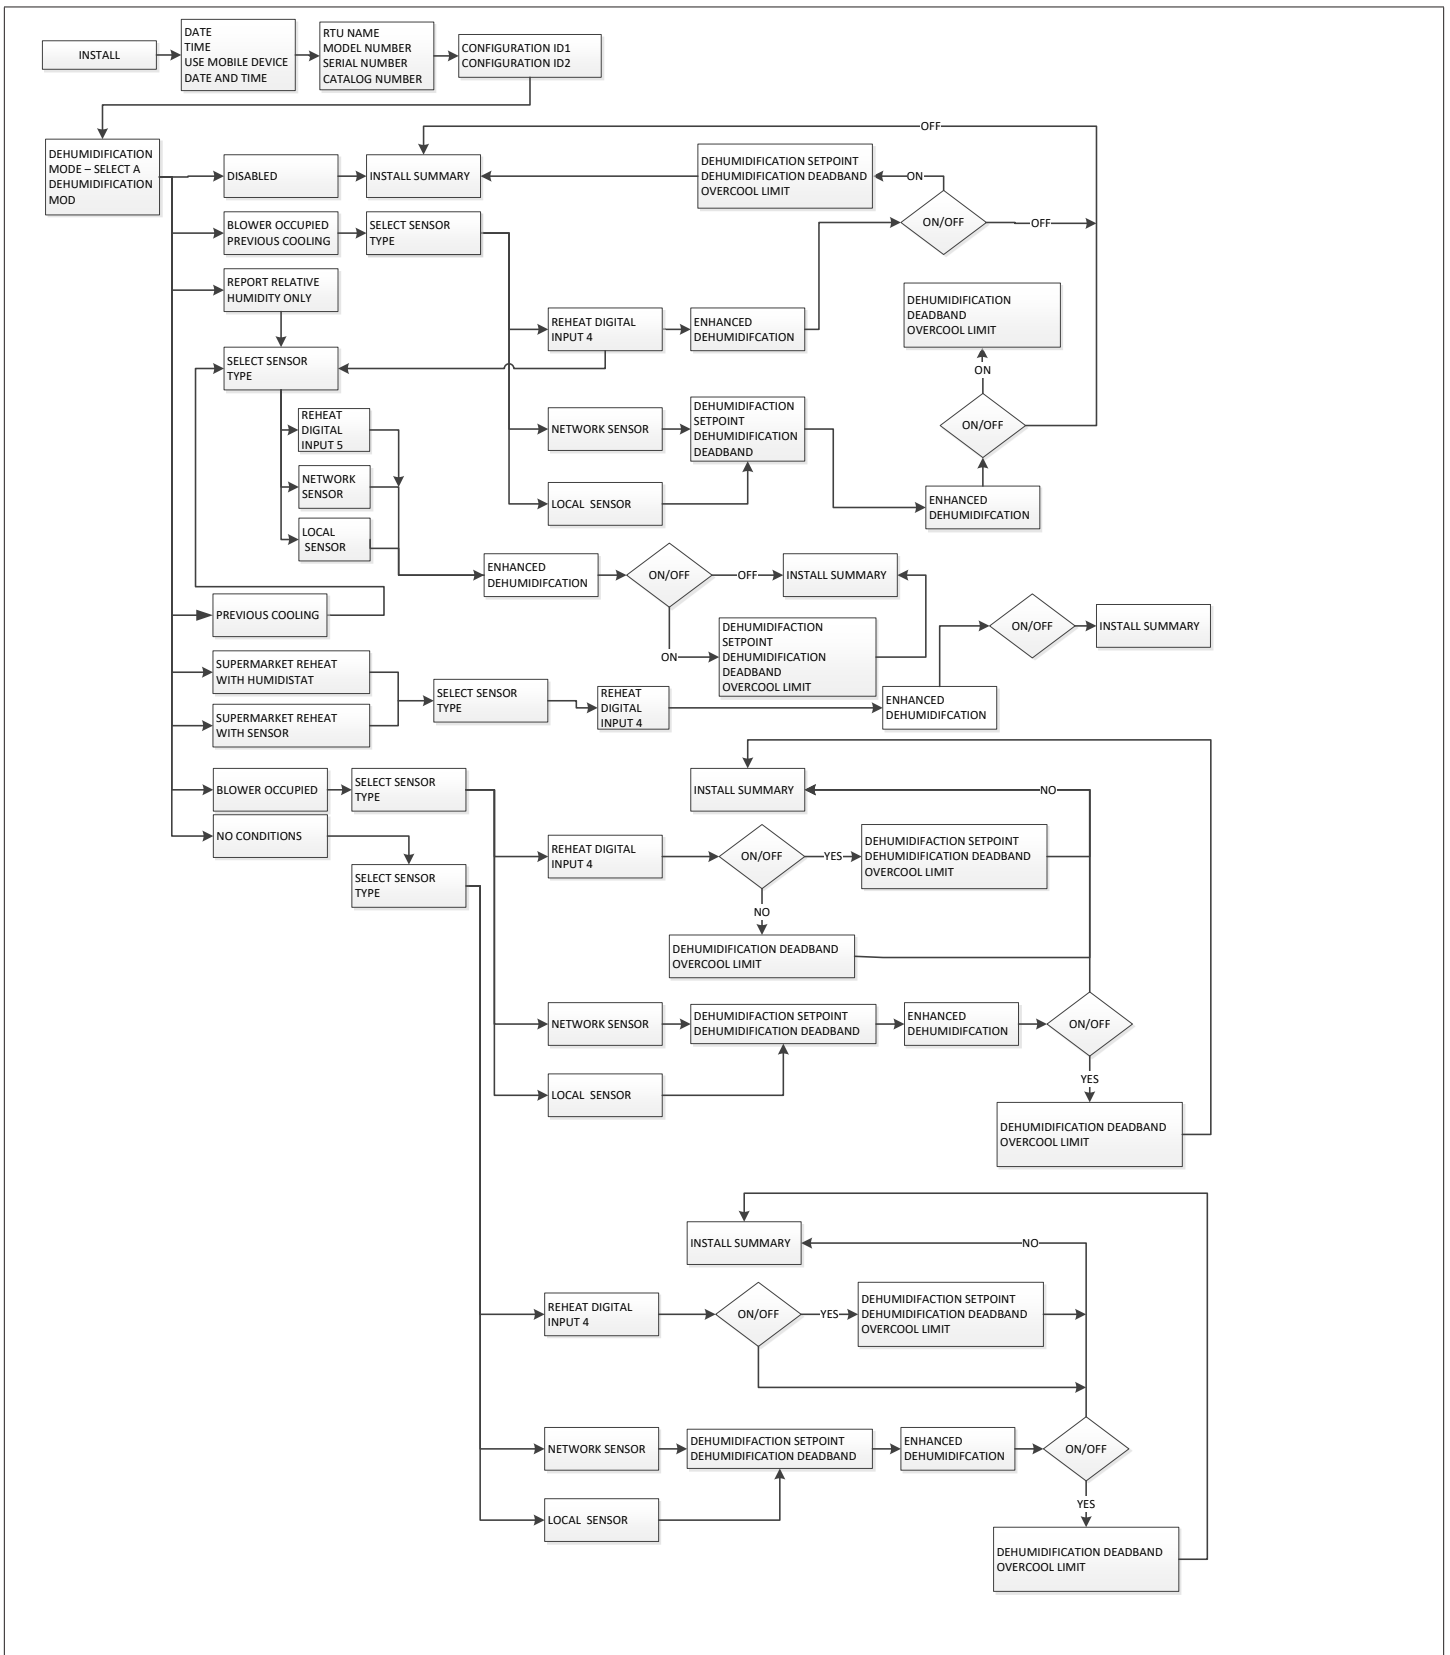 INSTALL
DATE
TIME
USE MOBILE DEVICE
DATE AND TIME
RTU NAME
MODEL NUMBER
SERIAL NUMBER
CATALOG NUMBER
CONFIGURATION ID1
CONFIGURATION ID2
OFF
DEHUMIDIFICATION
MODE – SELECT A
DEHUMIDIFICATION
MOD
DISABLED
INSTALL SUMMARY
DEHUMIDIFICATION SETPOINT
DEHUMIDIFICATION DEADBAND
OVERCOOL LIMIT
ON
BLOWER OCCUPIED
PREVIOUS COOLING
SELECT SENSOR
TYPE
ON/OFF
OFF
REPORT RELATIVE
HUMIDITY ONLY
REHEAT DIGITAL
INPUT 4
ENHANCED
DEHUMIDIFCATION
DEHUMIDIFICATION
DEADBAND
OVERCOOL LIMIT
SELECT SENSOR
TYPE
ON
REHEAT
DIGITAL
INPUT 5
NETWORK SENSOR
DEHUMIDIFACTION
SETPOINT
DEHUMIDIFICATION
DEADBAND
ON/OFF
NETWORK
SENSOR
LOCAL  SENSOR
ENHANCED
DEHUMIDIFCATION
LOCAL
SENSOR
ENHANCED
DEHUMIDIFCATION
ON/OFF
OFF
INSTALL SUMMARY
PREVIOUS COOLING
DEHUMIDIFACTION
SETPOINT
DEHUMIDIFICATION
DEADBAND
OVERCOOL LIMIT
ON
ON/OFF
INSTALL SUMMARY
SUPERMARKET REHEAT
WITH HUMIDISTAT
SELECT SENSOR
TYPE
REHEAT
DIGITAL
INPUT 4
ENHANCED
DEHUMIDIFCATION
SUPERMARKET REHEAT
WITH SENSOR
BLOWER OCCUPIED
SELECT SENSOR
TYPE
INSTALL SUMMARY
NO
NO CONDITIONS
REHEAT DIGITAL
INPUT 4
ON/OFF
YES
DEHUMIDIFACTION SETPOINT
DEHUMIDIFICATION DEADBAND
OVERCOOL LIMIT
SELECT SENSOR
TYPE
NO
DEHUMIDIFICATION DEADBAND
OVERCOOL LIMIT
NETWORK SENSOR
DEHUMIDIFACTION SETPOINT
DEHUMIDIFICATION DEADBAND
ENHANCED
DEHUMIDIFCATION
ON/OFF
YES
LOCAL  SENSOR
DEHUMIDIFICATION DEADBAND
OVERCOOL LIMIT
INSTALL SUMMARY
NO
REHEAT DIGITAL
INPUT 4
ON/OFF
YES
DEHUMIDIFACTION SETPOINT
DEHUMIDIFICATION DEADBAND
OVERCOOL LIMIT
NETWORK SENSOR
DEHUMIDIFACTION SETPOINT
DEHUMIDIFICATION DEADBAND
ENHANCED
DEHUMIDIFCATION
ON/OFF
YES
LOCAL  SENSOR
DEHUMIDIFICATION DEADBAND
OVERCOOL LIMIT